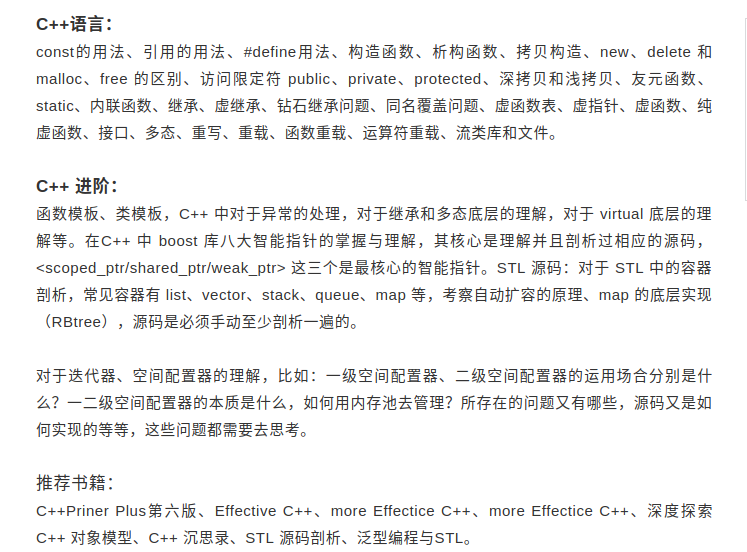 C++语言：
const的用法、引用的用法、#define用法、构造函数、析构函数、拷贝构造、new、delete 和
malloc、free 的区别、访问限定符 public、private、protected、深拷贝和浅拷贝、友元函数、
static、内联函数、继承、虚继承、钻石继承问题、同名覆盖问题、虚函数表、虚指针、虚函数、纯
虚函数、接口、多态、重写、重载、函数重载、运算符重载、流类库和文件。
C++ 进阶：
函数模板、类模板，C++ 中对于异常的处理，对于继承和多态底层的理解，对于 virtual 底层的理
解等。在C++ 中 boost 库八大智能指针的掌握与理解，其核心是理解并且剖析过相应的源码，
<scoped_ptr/shared_ptr/weak_ptr> 这三个是最核心的智能指针。STL 源码：对于 STL 中的容器
剖析，常见容器有 list、vector、stack、queue、map 等，考察自动扩容的原理、map 的底层实现
（RBtree），源码是必须手动至少剖析一遍的。
对于迭代器、空间配置器的理解，比如：一级空间配置器、二级空间配置器的运用场合分别是什
么？一二级空间配置器的本质是什么，如何用内存池去管理？所存在的问题又有哪些，源码又是如
何实现的等等，这些问题都需要去思考。
推荐书籍：
C++Priner Plus第六版、Effective C++、more Effectice C++、more Effectice C++、深度探索
C++ 对象模型、C++ 沉思录、STL 源码剖析、泛型编程与STL。